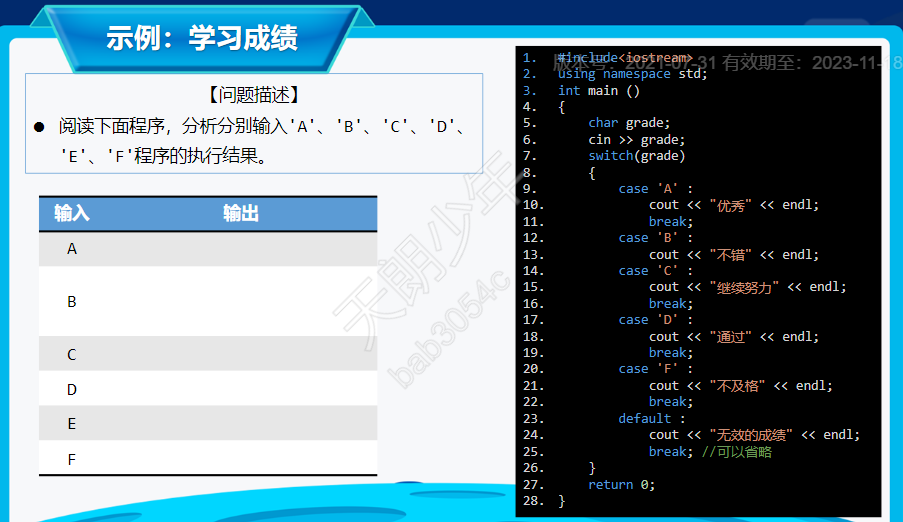 示例：学习成绩
【问题描述】
● 阅读下面程序，分析分别输入'A'、'B'、'C'、'D'、
'E'、'F'程序的执行结果。
输入 输出
A
B
C
D
E
F
版本号：2021-07-31 有效期至：2023-11-18
1. #include<iostream>
2. using namespace std;
3. int main ()
4. {
5. char grade;
6. cin >> grade;
7. switch(grade)
8. {
9. case 'A' :
10. cout << "优秀" << endl;
11. break;
12. case 'B' :
13. cout << "不错" << endl;
14. case 'C' :
15. cout << "继续努力" << endl;
16. break;
17. case 'D' :
18. cout << "通过" << endl;
19. break;
20. case 'F' :
21. cout << "不及格" << endl;
22. break;
23. default :
24. cout << "无效的成绩" << endl;
25. break; //可以省略
26. }
27. return 0;
28. }
天朗少年
bab3054c